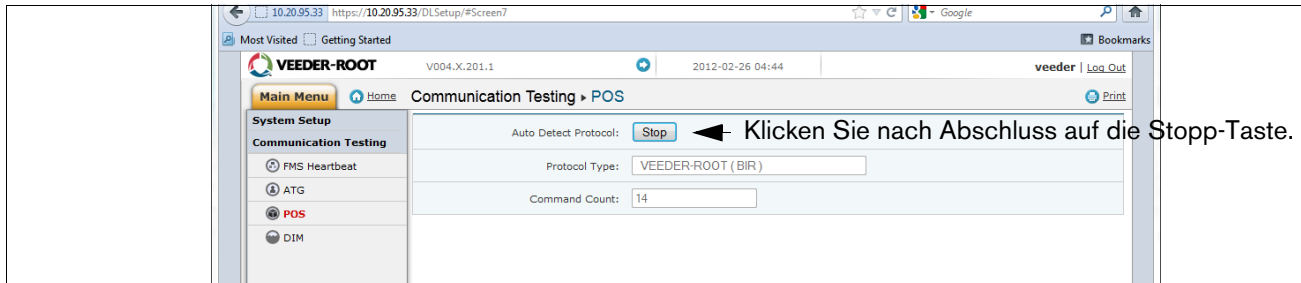 10.20.95.33 https://10.20.95.33/DLSetup/#Screen7 Google
Most Visited Getting Started Bookmarks
VEEDER-ROOT V004.X.201.1 2012-02-26 04:44 veeder | Log Out
Main Menu Home Communication Testing ▸ POS Print
System Setup
Auto Detect Protocol: Stop Klicken Sie nach Abschluss auf die Stopp-Taste.
Communication Testing
FMS Heartbeat
Protocol Type: VEEDER-ROOT ( BIR )
ATG
Command Count: 14
POS
DIM